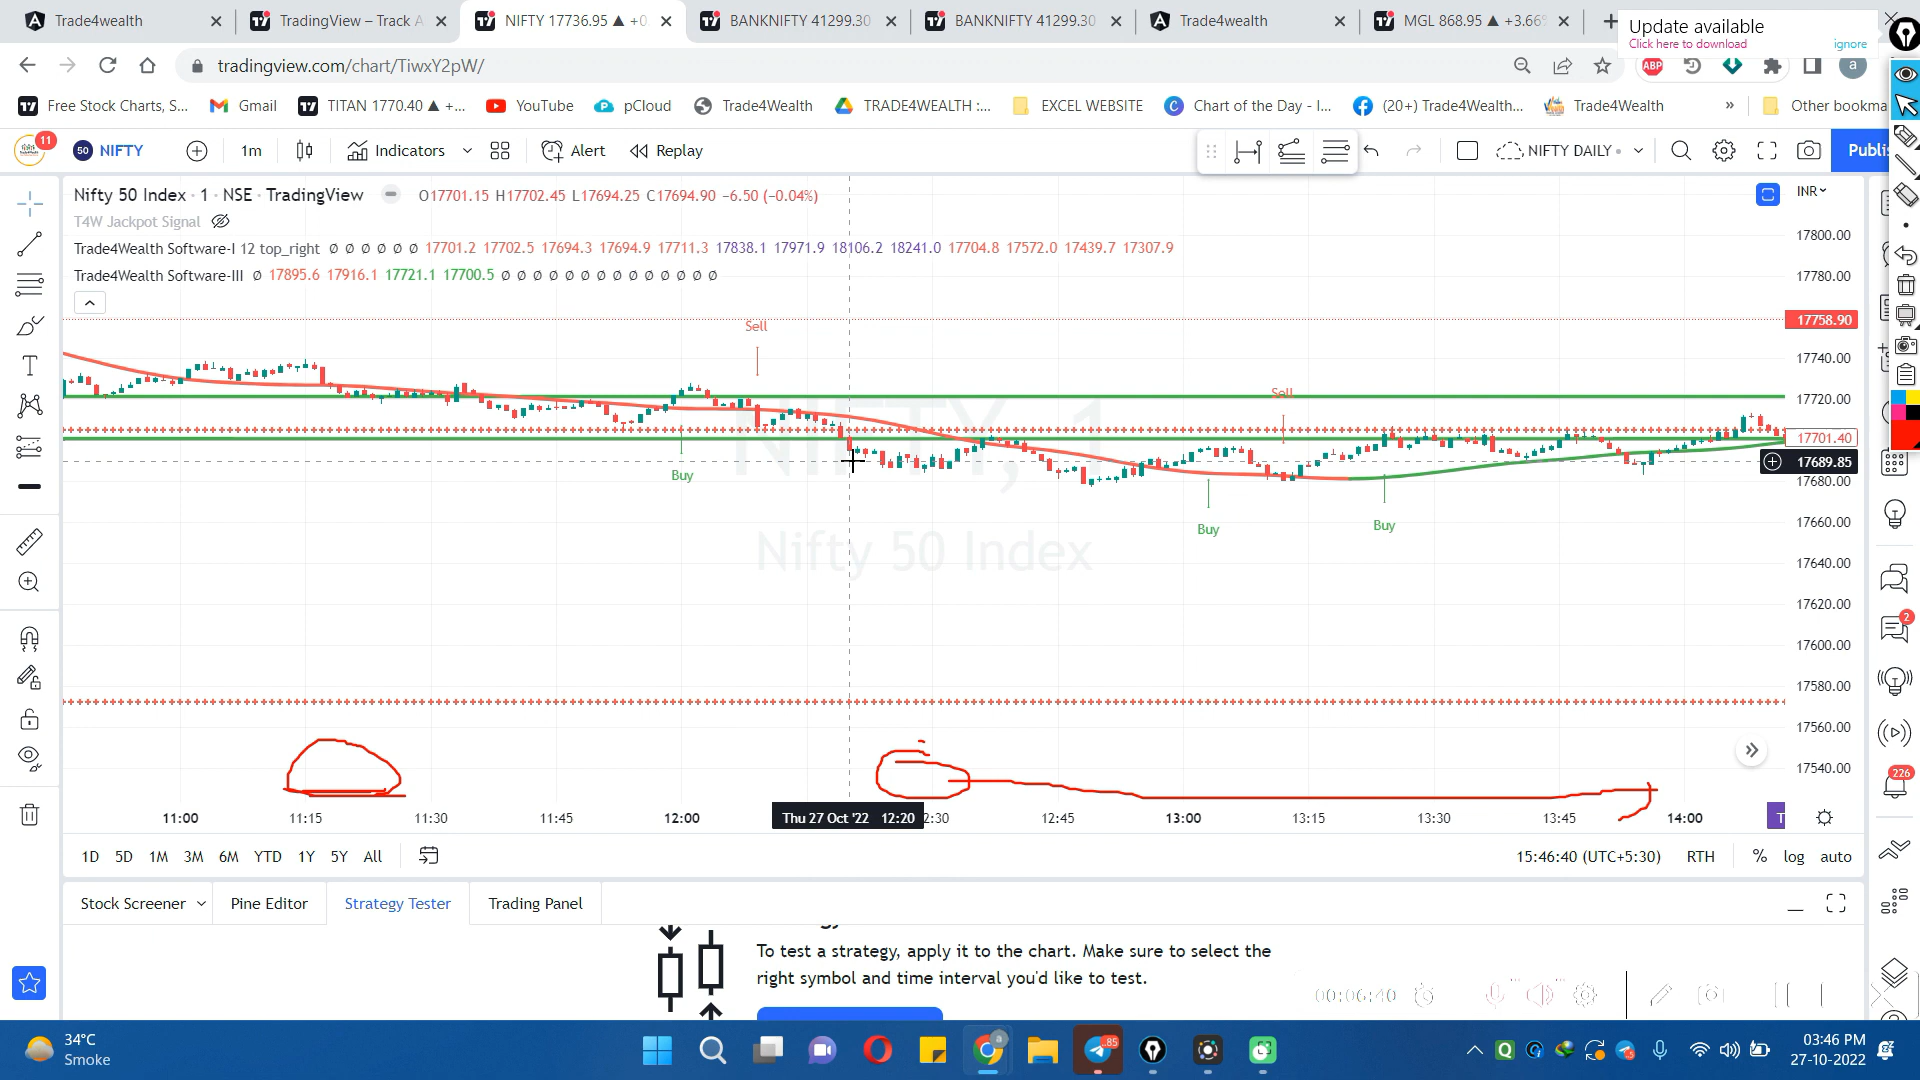 Trade4wealth
TradingView – Track A
NIFTY 17736.95 ▲ +0.
BANKNIFTY 41299.30
BANKNIFTY 41299.30
Trade4wealth
MGL 868.95 ▲ +3.66%
Update available
Click here to download
ignore
tradingview.com/chart/TiwxY2pW/
ABP
a
Free Stock Charts, S...
Gmail
TITAN 1770.40 ▲ +...
YouTube
pCloud
Trade4Wealth
TRADE4WEALTH :...
EXCEL WEBSITE
Chart of the Day - I...
(20+) Trade4Wealth...
Trade4Wealth
»
Other bookma
11
50
NIFTY
1m
Indicators
Alert
Replay
NIFTY DAILY
Publi
Nifty 50 Index · 1 · NSE · TradingView
O17701.15 H17702.45 L17694.25 C17694.90 −6.50 (−0.04%)
INR
T4W Jackpot Signal
Trade4Wealth Software-I 12 top_right ø ø ø ø ø ø 17701.2 17702.5 17694.3 17694.9 17711.3 17838.1 17971.9 18106.2 18241.0 17704.8 17572.0 17439.7 17307.9
Trade4Wealth Software-III ø 17895.6 17916.1 17721.1 17700.5 ø ø ø ø ø ø ø ø ø ø ø ø ø ø
17800.00
17780.00
17758.90
17740.00
17720.00
17701.40
17689.85
17680.00
17660.00
17640.00
17620.00
17600.00
17580.00
17560.00
17540.00
Sell
Sell
Buy
Buy
Buy
NIFTY, 1
Nifty 50 Index
11:00
11:15
11:30
11:45
12:00
Thu 27 Oct '22 12:20
2:30
12:45
13:00
13:15
13:30
13:45
14:00
T
2
226
1D 5D 1M 3M 6M YTD 1Y 5Y All
15:46:40 (UTC+5:30)
RTH
%
log
auto
Stock Screener
Pine Editor
Strategy Tester
Trading Panel
To test a strategy, apply it to the chart. Make sure to select the
right symbol and time interval you'd like to test.
00:06:40
34°C
Smoke
.85
03:46 PM
27-10-2022